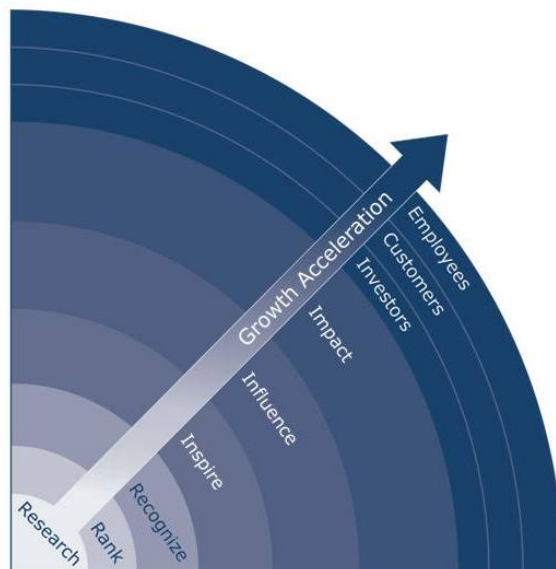 Growth Acceleration
Employees
Customers
Investors
Impact
Influence
Inspire
Recognize
Rank
Research